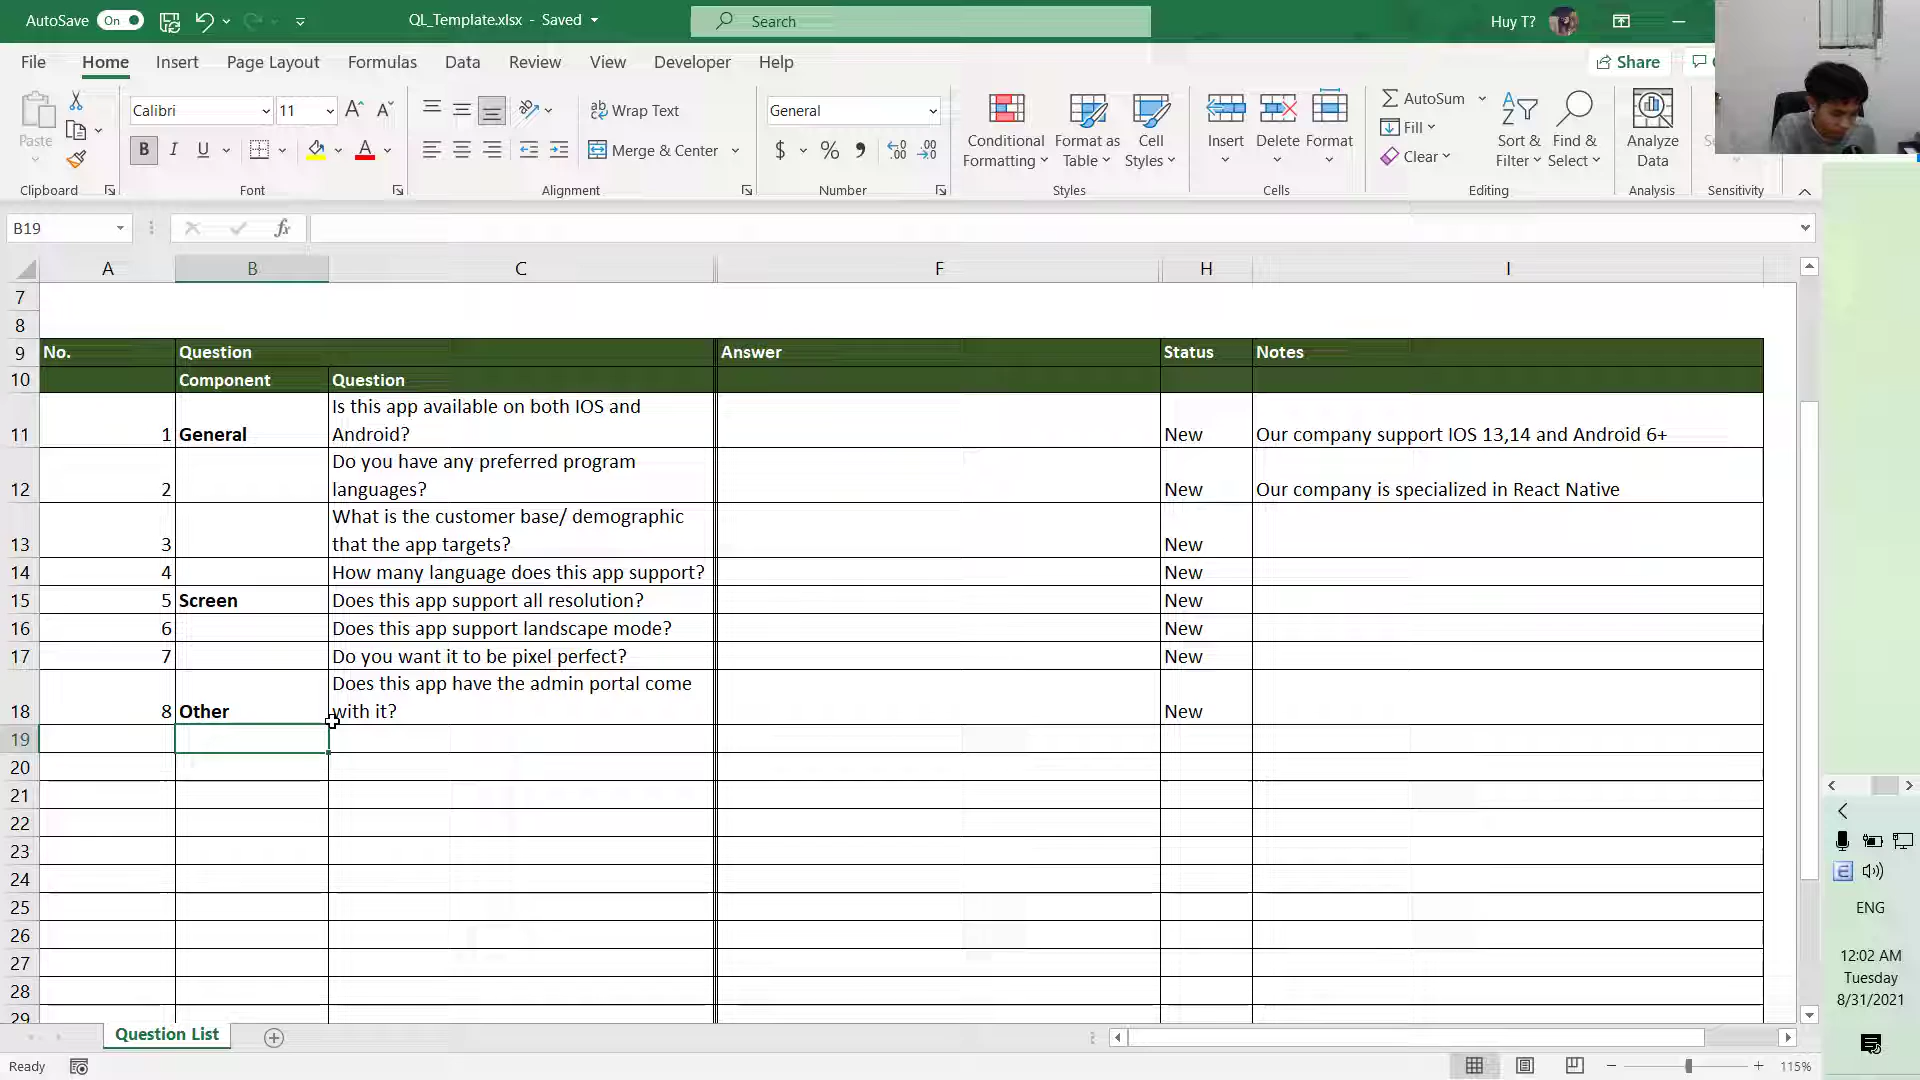 AutoSave On QL_Template.xlsx - Saved Search Huy T?
File Home Insert Page Layout Formulas Data Review View Developer Help Share
Calibri 11 Wrap Text General AutoSum
Paste Conditional Format as Cell Insert Delete Format Fill Sort & Find & Analyze
B I U Merge & Center $ % Formatting Table Styles Clear Filter Select Data
Clipboard Font Alignment Number Styles Cells Editing Analysis Sensitivity
B19 fx
A B C F H I
7
8
9 No. Question Answer Status Notes
10 Component Question
Is this app available on both IOS and
11 1 General Android? New Our company support IOS 13,14 and Android 6+
Do you have any preferred program
12 2 languages? New Our company is specialized in React Native
What is the customer base/ demographic
13 3 that the app targets? New
14 4 How many language does this app support? New
15 5 Screen Does this app support all resolution? New
16 6 Does this app support landscape mode? New
17 7 Do you want it to be pixel perfect? New
Does this app have the admin portal come
18 8 Other with it? New
19
20
21
22
23
24
25
26
27
28
29
ENG
12:02 AM
Tuesday
8/31/2021
Question List
Ready 115%